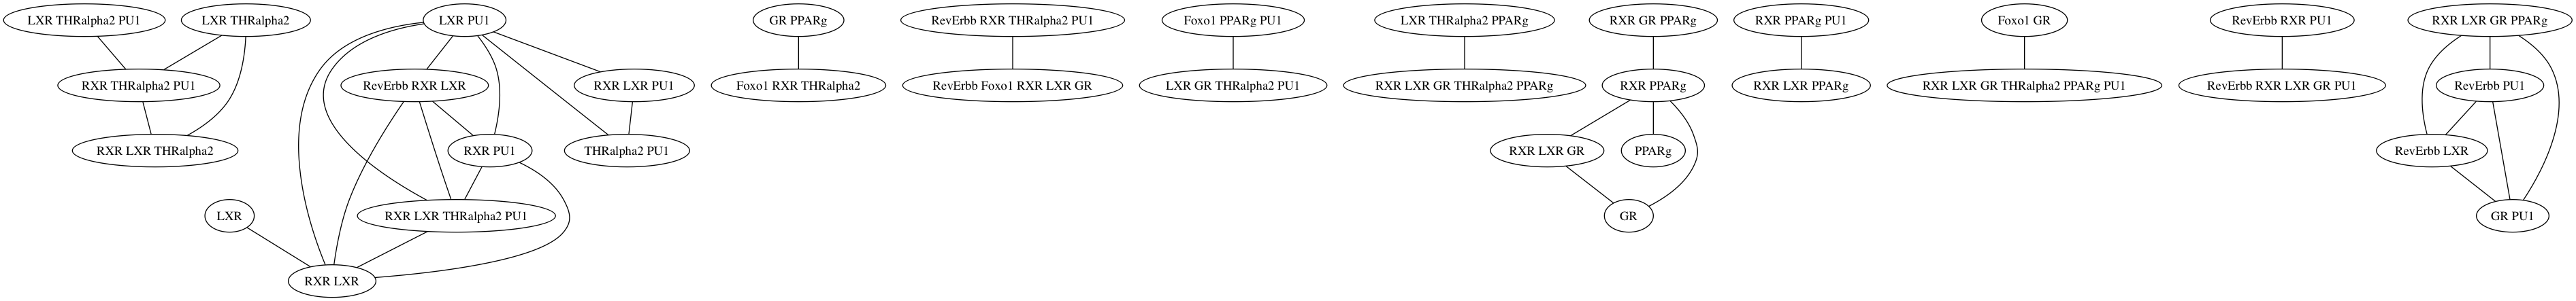 LXR THRalpha2 PU1
LXR THRalpha2
LXR PU1
GR PPARg
RevErbb RXR THRalpha2 PU1
Foxo1 PPARg PU1
LXR THRalpha2 PPARg
RXR GR PPARg
RXR PPARg PU1
Foxo1 GR
RevErbb RXR PU1
RXR LXR GR PPARg
RXR THRalpha2 PU1
RevErbb RXR LXR
RXR LXR PU1
Foxo1 RXR THRalpha2
RevErbb Foxo1 RXR LXR GR
LXR GR THRalpha2 PU1
RXR LXR GR THRalpha2 PPARg
RXR PPARg
RXR LXR PPARg
RXR LXR GR THRalpha2 PPARg PU1
RevErbb RXR LXR GR PU1
RevErbb PU1
RXR LXR THRalpha2
RXR PU1
THRalpha2 PU1
RXR LXR GR
PPARg
RevErbb LXR
LXR
RXR LXR THRalpha2 PU1
GR
GR PU1
RXR LXR